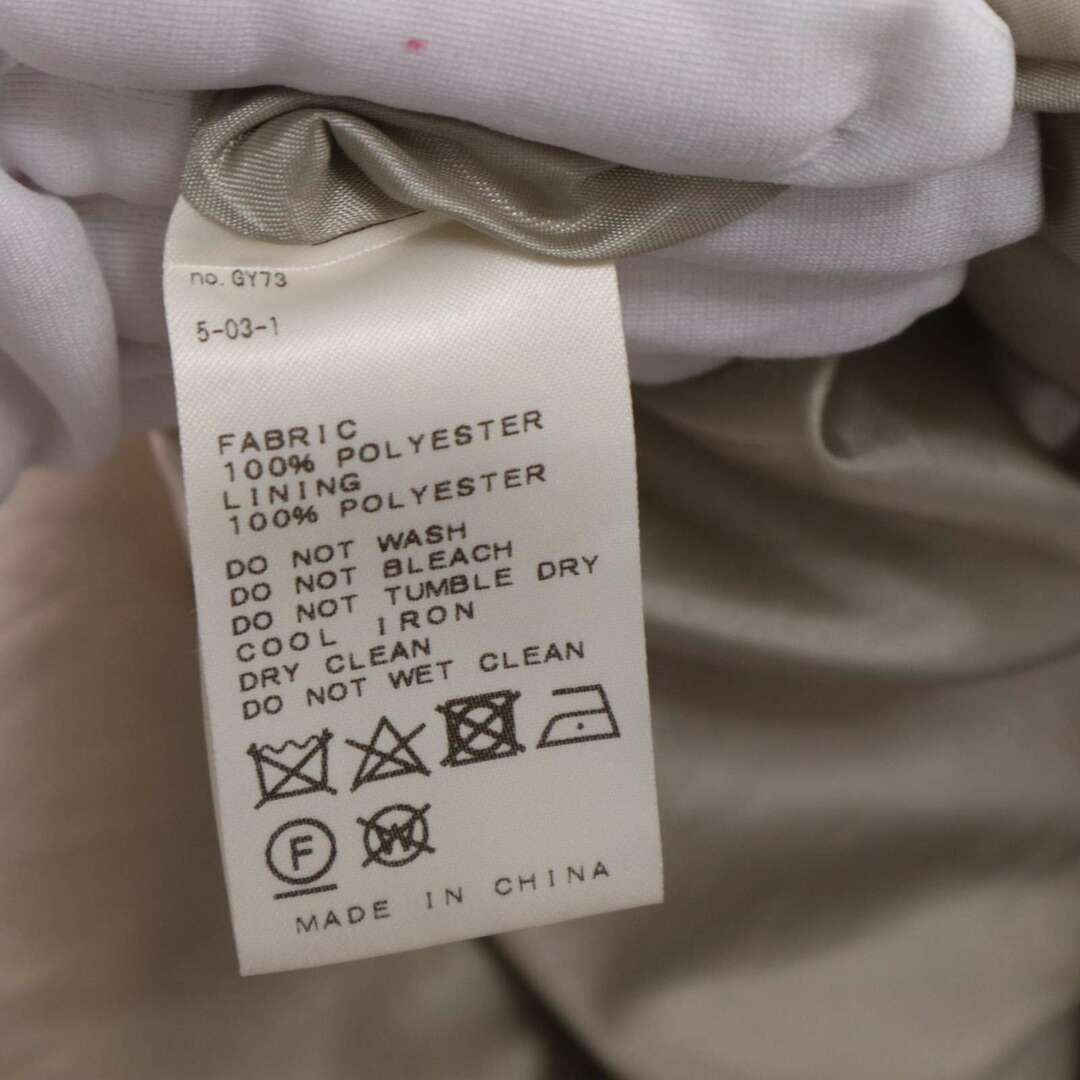 no. GY73
5-03-1
FABRIC
100% POLYESTER
LINING
100% POLYESTER
DO NOT WASH
DO NOT BLEACH
DO NOT TUMBLE DRY
COOL IRON
DRY CLEAN
DO NOT WET CLEAN
F W
MADE IN CHINA